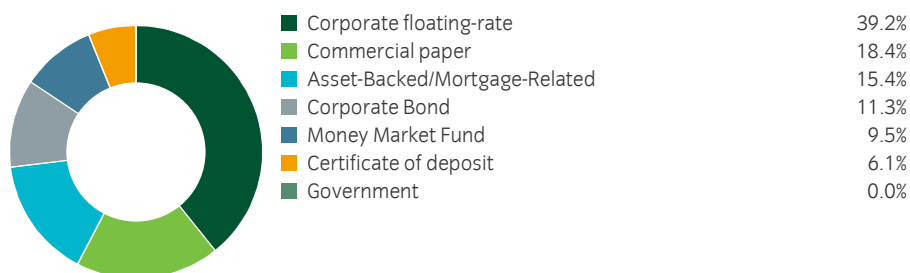 Corporate floating-rate 39.2%
Commercial paper 18.4%
Asset-Backed/Mortgage-Related 15.4%
Corporate Bond 11.3%
Money Market Fund 9.5%
Certificate of deposit 6.1%
Government 0.0%